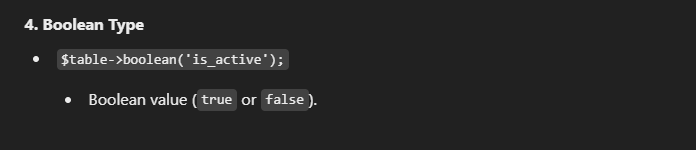 4. Boolean Type
• $table->boolean('is_active');
• Boolean value (true or false).